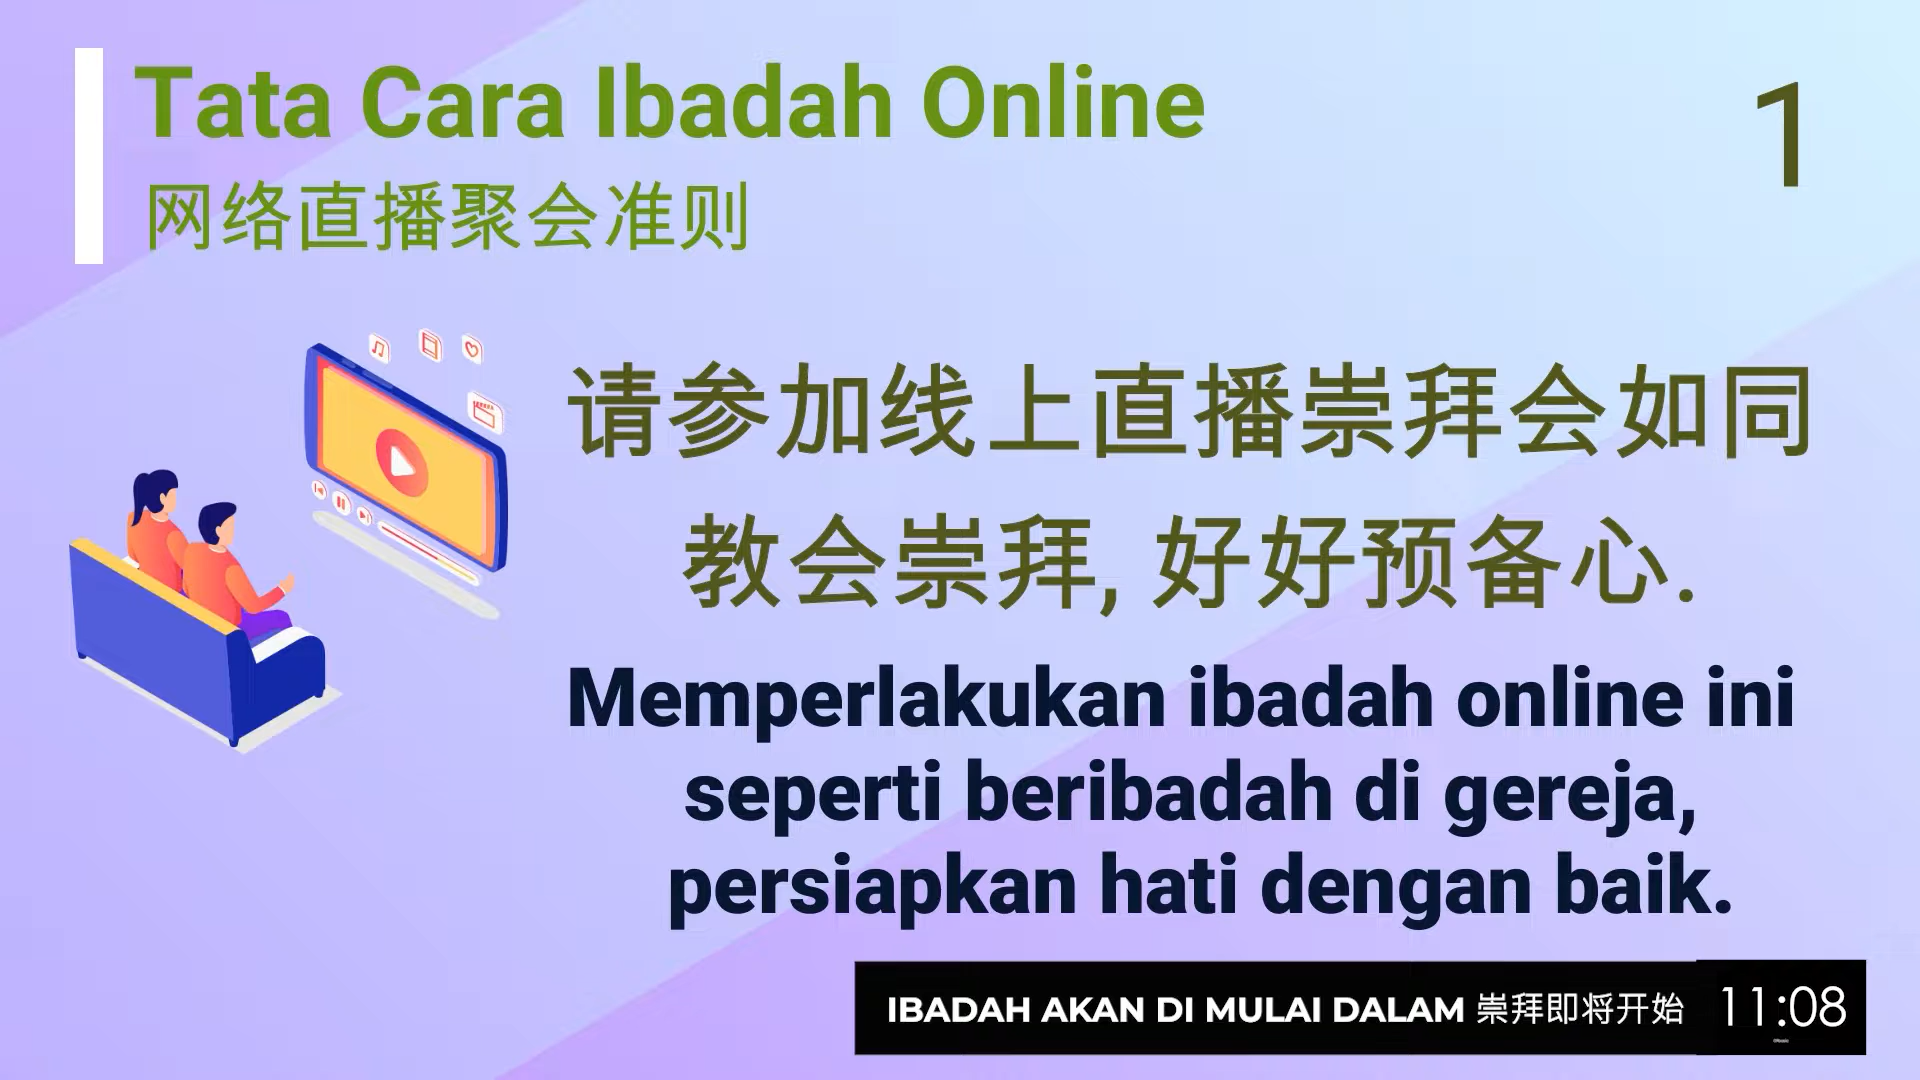 Tata Cara Ibadah Online
1
网络直播聚会准则
请参加线上直播崇拜会如同
教会崇拜, 好好预备心.
Memperlakukan ibadah online ini
seperti beribadah di gereja,
persiapkan hati dengan baik.
IBADAH AKAN DI MULAI DALAM 崇拜即将开始 11:08